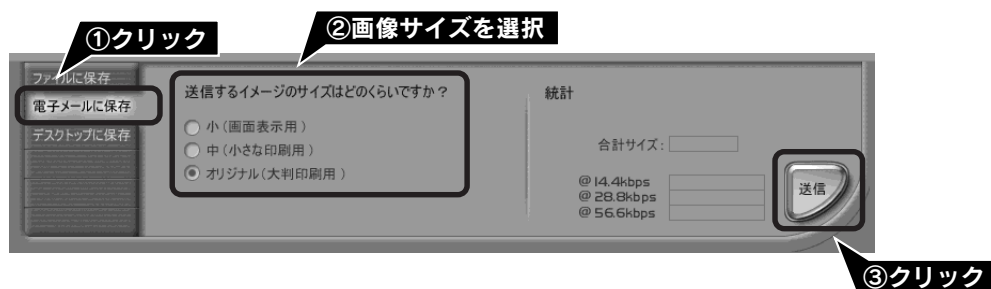 ①クリック
②画像サイズを選択
ファイルに保存
電子メールに保存
デスクトップに保存
送信するイメージのサイズはどのくらいですか？
小（画面表示用）
中（小さな印刷用）
オリジナル（大判印刷用）
統計
合計サイズ：
@ 14.4kbps
@ 28.8kbps
@ 56.6kbps
送信
③クリック